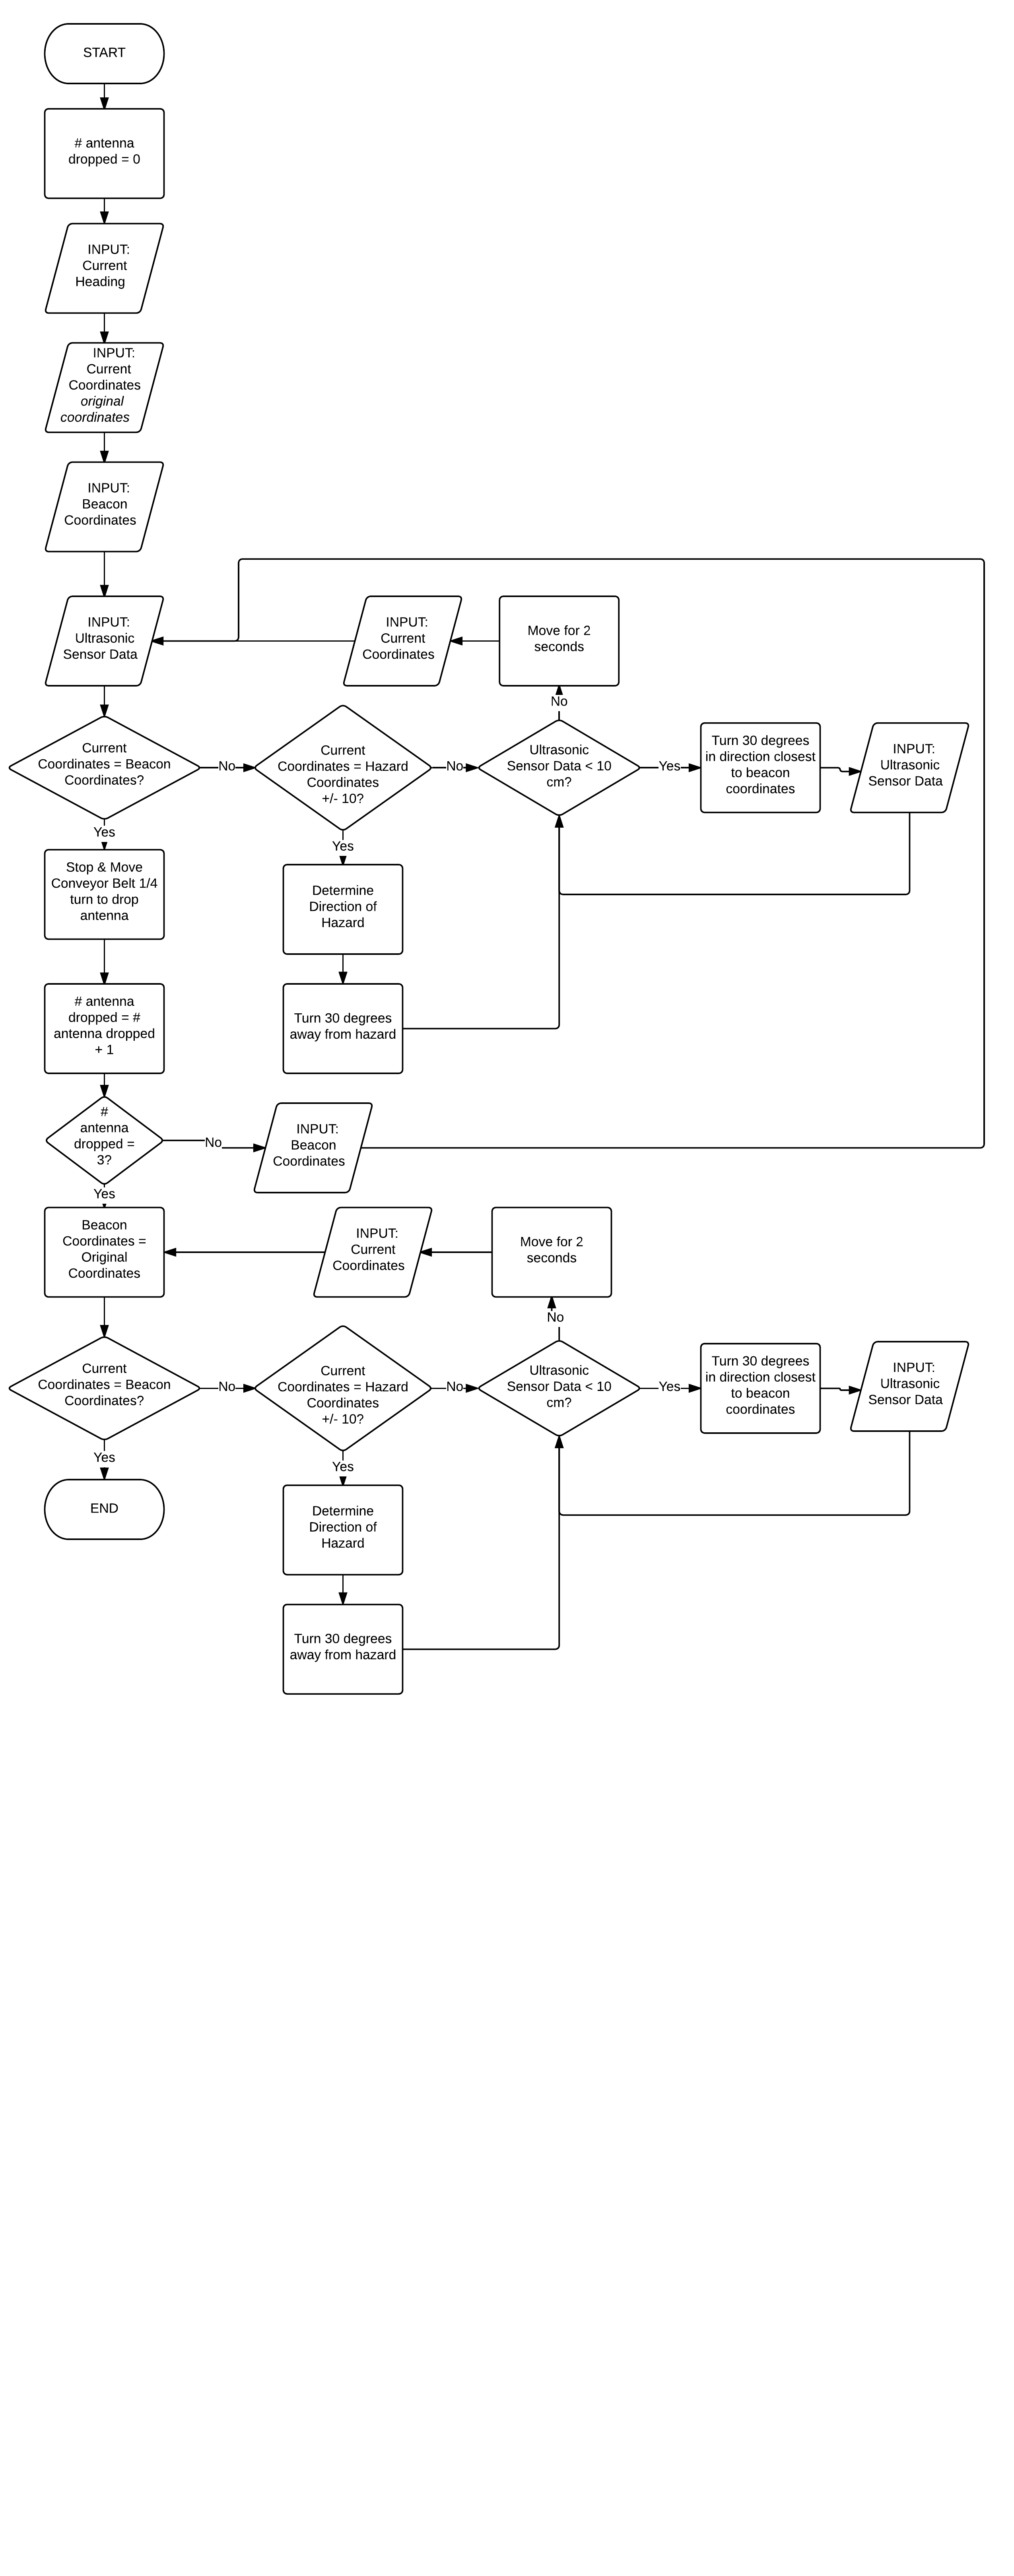 START
# antenna
dropped = 0
INPUT:
Current
Heading
INPUT:
Current
Coordinates
original
coordinates
INPUT:
Beacon
Coordinates
INPUT:
Ultrasonic
Sensor Data
INPUT:
Current
Coordinates
Move for 2
seconds
No
Current
Coordinates = Beacon
Coordinates?
No
Current
Coordinates = Hazard
Coordinates
+/- 10?
No
Ultrasonic
Sensor Data < 10
cm?
Yes
Turn 30 degrees
in direction closest
to beacon
coordinates
INPUT:
Ultrasonic
Sensor Data
Yes
Yes
Stop & Move
Conveyor Belt 1/4
turn to drop
antenna
Determine
Direction of
Hazard
# antenna
dropped = #
antenna dropped
+ 1
Turn 30 degrees
away from hazard
#
antenna
dropped =
3?
No
INPUT:
Beacon
Coordinates
Yes
Beacon
Coordinates =
Original
Coordinates
INPUT:
Current
Coordinates
Move for 2
seconds
No
Current
Coordinates = Beacon
Coordinates?
No
Current
Coordinates = Hazard
Coordinates
+/- 10?
No
Ultrasonic
Sensor Data < 10
cm?
Yes
Turn 30 degrees
in direction closest
to beacon
coordinates
INPUT:
Ultrasonic
Sensor Data
Yes
Yes
END
Determine
Direction of
Hazard
Turn 30 degrees
away from hazard